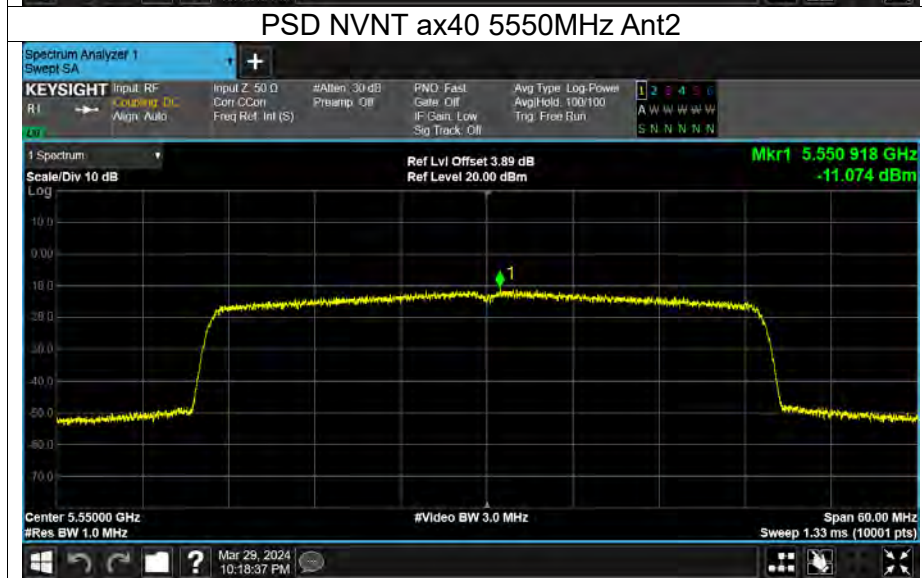 PSD NVNT ax40 5550MHz Ant2
Spectrum Analyzer 1
Swept SA
+
KEYSIGHT Input: RF Input Z: 50 Ω #Atten: 30 dB PNO: Fast Avg Type: Log-Power 1 2 3 4 5 6
Coupling: DC Corr CCorr Preamp: Off Gate: Off Avg|Hold: 100/100 A W W W W W
Align: Auto Freq Ref: Int (S) IF Gain: Low Trig: Free Run
Sig Track: Off S N N N N N
1 Spectrum
Scale/Div 10 dB
Ref Lvl Offset 3.89 dB
Ref Level 20.00 dBm
Mkr1 5.550 918 GHz
-11.074 dBm
Log
10.0
0.00
-10.0
-20.0
-30.0
-40.0
-50.0
-60.0
-70.0
1
Center 5.55000 GHz #Video BW 3.0 MHz Span 60.00 MHz
#Res BW 1.0 MHz Sweep 1.33 ms (10001 pts)
? Mar 29, 2024
10:18:37 PM